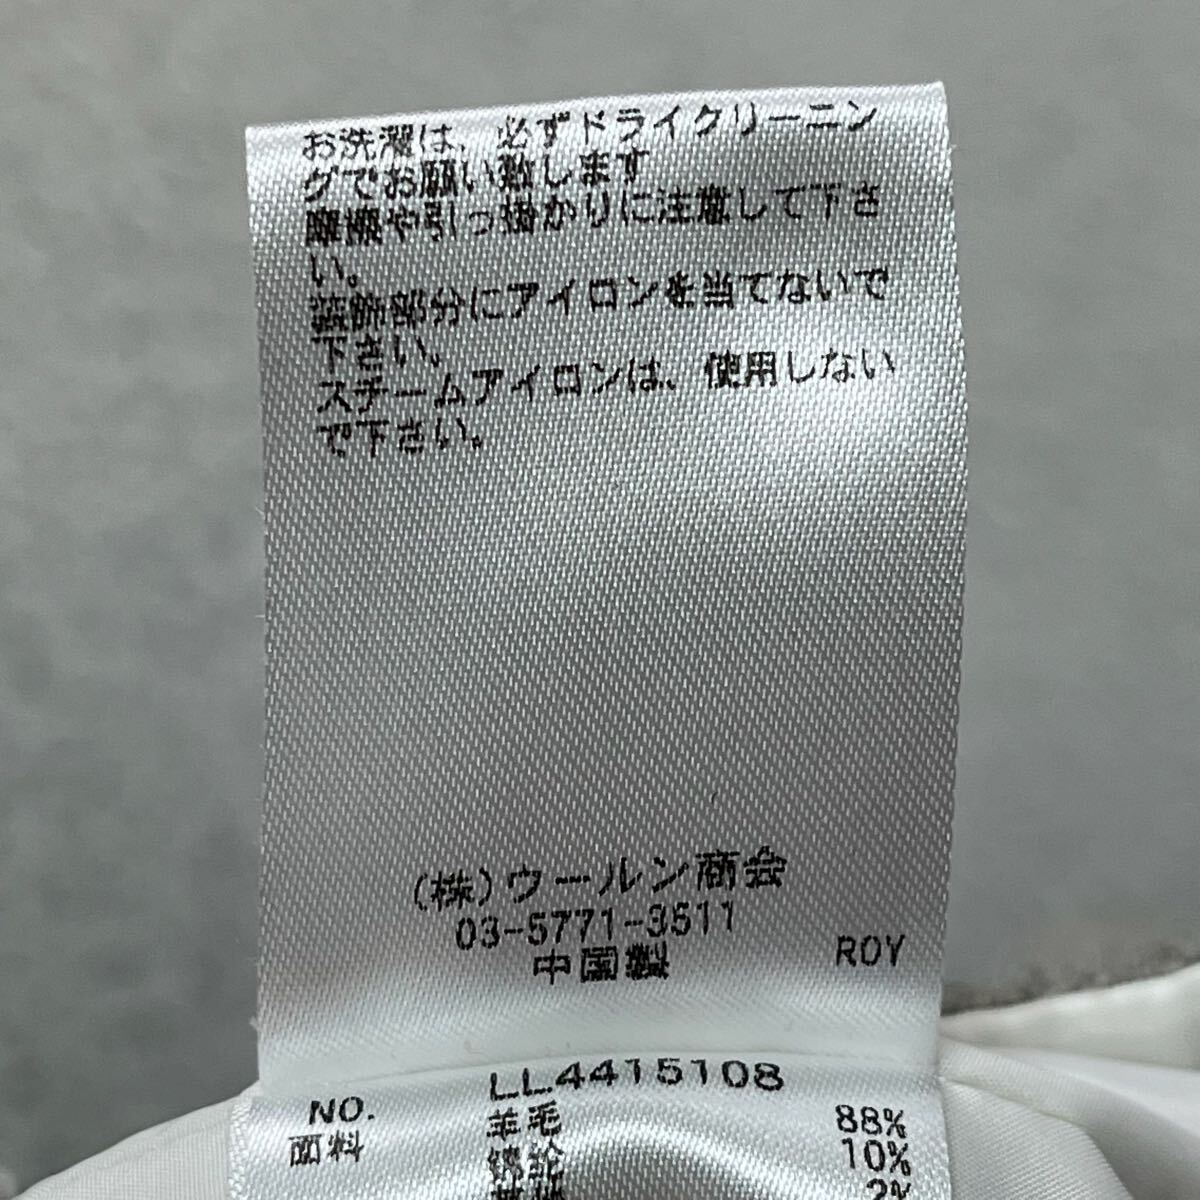 お洗濯は、必ずドライクリーニン
グでお願い致します
摩擦や引っ掛かりに注意して下さ
い。
装飾部分にアイロンを当てないで
下さい。
スチームアイロンは、使用しない
で下さい。
(株)ウールン商会
03-5771-3511
中国製
ROY
NO. LL.4415108
面料 羊毛 88%
锦纶 10%
2%